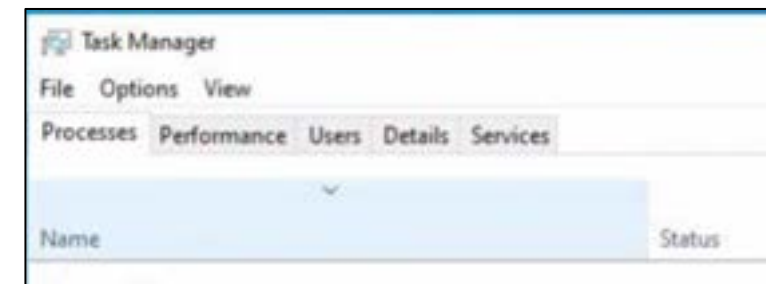 Task Manager
File Options View
Processes Performance Users Details Services
Name Status